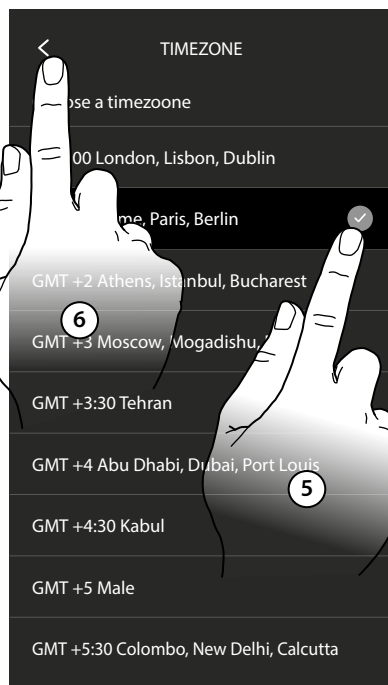 TIMEZONE
ose a timezoone
00 London, Lisbon, Dublin
me, Paris, Berlin
GMT +2 Athens, Istanbul, Bucharest
6
GMT +3 Moscow, Mogadishu,
GMT +3:30 Tehran
GMT +4 Abu Dhabi, Dubai, Port Louis
5
GMT +4:30 Kabul
GMT +5 Male
GMT +5:30 Colombo, New Delhi, Calcutta